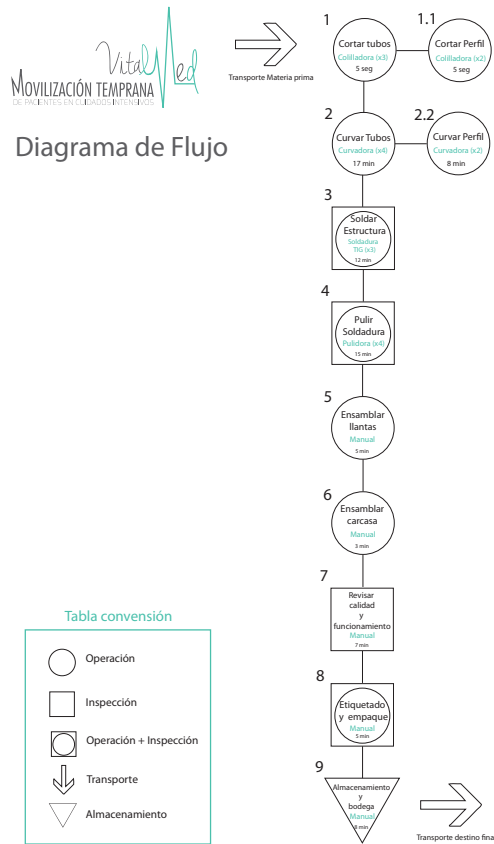 VitalMed
MOVILIZACIÓN TEMPRANA
DE PACIENTES EN CUIDADOS INTENSIVOS
Diagrama de Flujo
Transporte Materia prima
1
Cortar tubos
Colilladora (x3)
5 seg
1.1
Cortar Perfil
Colilladora (x2)
5 seg
2
Curvar Tubos
Curvadora (x4)
17 min
2.2
Curvar Perfil
Curvadora (x2)
8 min
3
Soldar
Estructura
Soldadura
TIG (x3)
12 min
4
Pulir
Soldadura
Pulidora (x4)
15 min
5
Ensamblar
llantas
Manual
5 min
6
Ensamblar
carcasa
Manual
3 min
7
Revisar
calidad
y
funcionamiento
Manual
7 min
8
Etiquetado
y empaque
Manual
5 min
9
Almacenamiento
y
bodega
Manual
8 min
Transporte destino fina
Tabla convención
Operación
Inspección
Operación + Inspección
Transporte
Almacenamiento